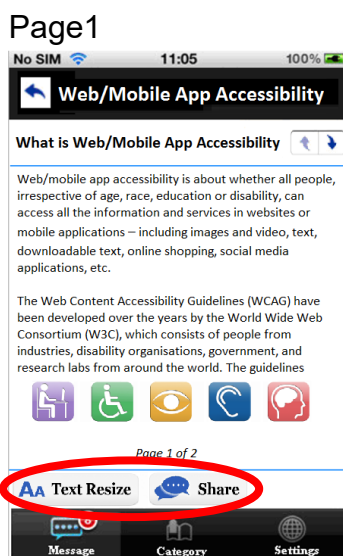 Page1
No SIM 11:05 100%
Web/Mobile App Accessibility
What is Web/Mobile App Accessibility
Web/mobile app accessibility is about whether all people,
irrespective of age, race, education or disability, can
access all the information and services in websites or
mobile applications – including images and video, text,
downloadable text, online shopping, social media
applications, etc.
The Web Content Accessibility Guidelines (WCAG) have
been developed over the years by the World Wide Web
Consortium (W3C), which consists of people from
industries, disability organisations, government, and
research labs from around the world. The guidelines
Page 1 of 2
AA Text Resize Share
Message Category Settings